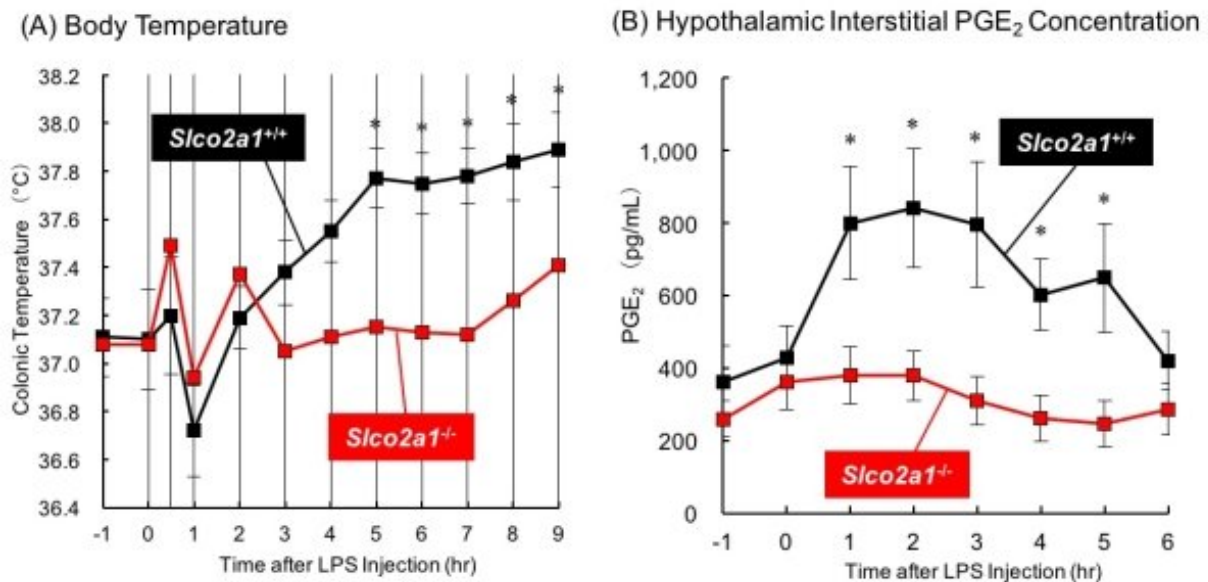 (A) Body Temperature
38.2
38.0
37.8
37.6
37.4
37.2
37.0
36.8
36.6
36.4
Colonic Temperature (°C)
Slco2a1+/+
Slco2a1-/-
* * * * *
-1 0 1 2 3 4 5 6 7 8 9
Time after LPS Injection (hr)
(B) Hypothalamic Interstitial PGE2 Concentration
1,200
1,000
800
600
400
200
0
PGE2 (pg/mL)
* * * * *
Slco2a1+/+
Slco2a1-/-
-1 0 1 2 3 4 5 6
Time after LPS Injection (hr)